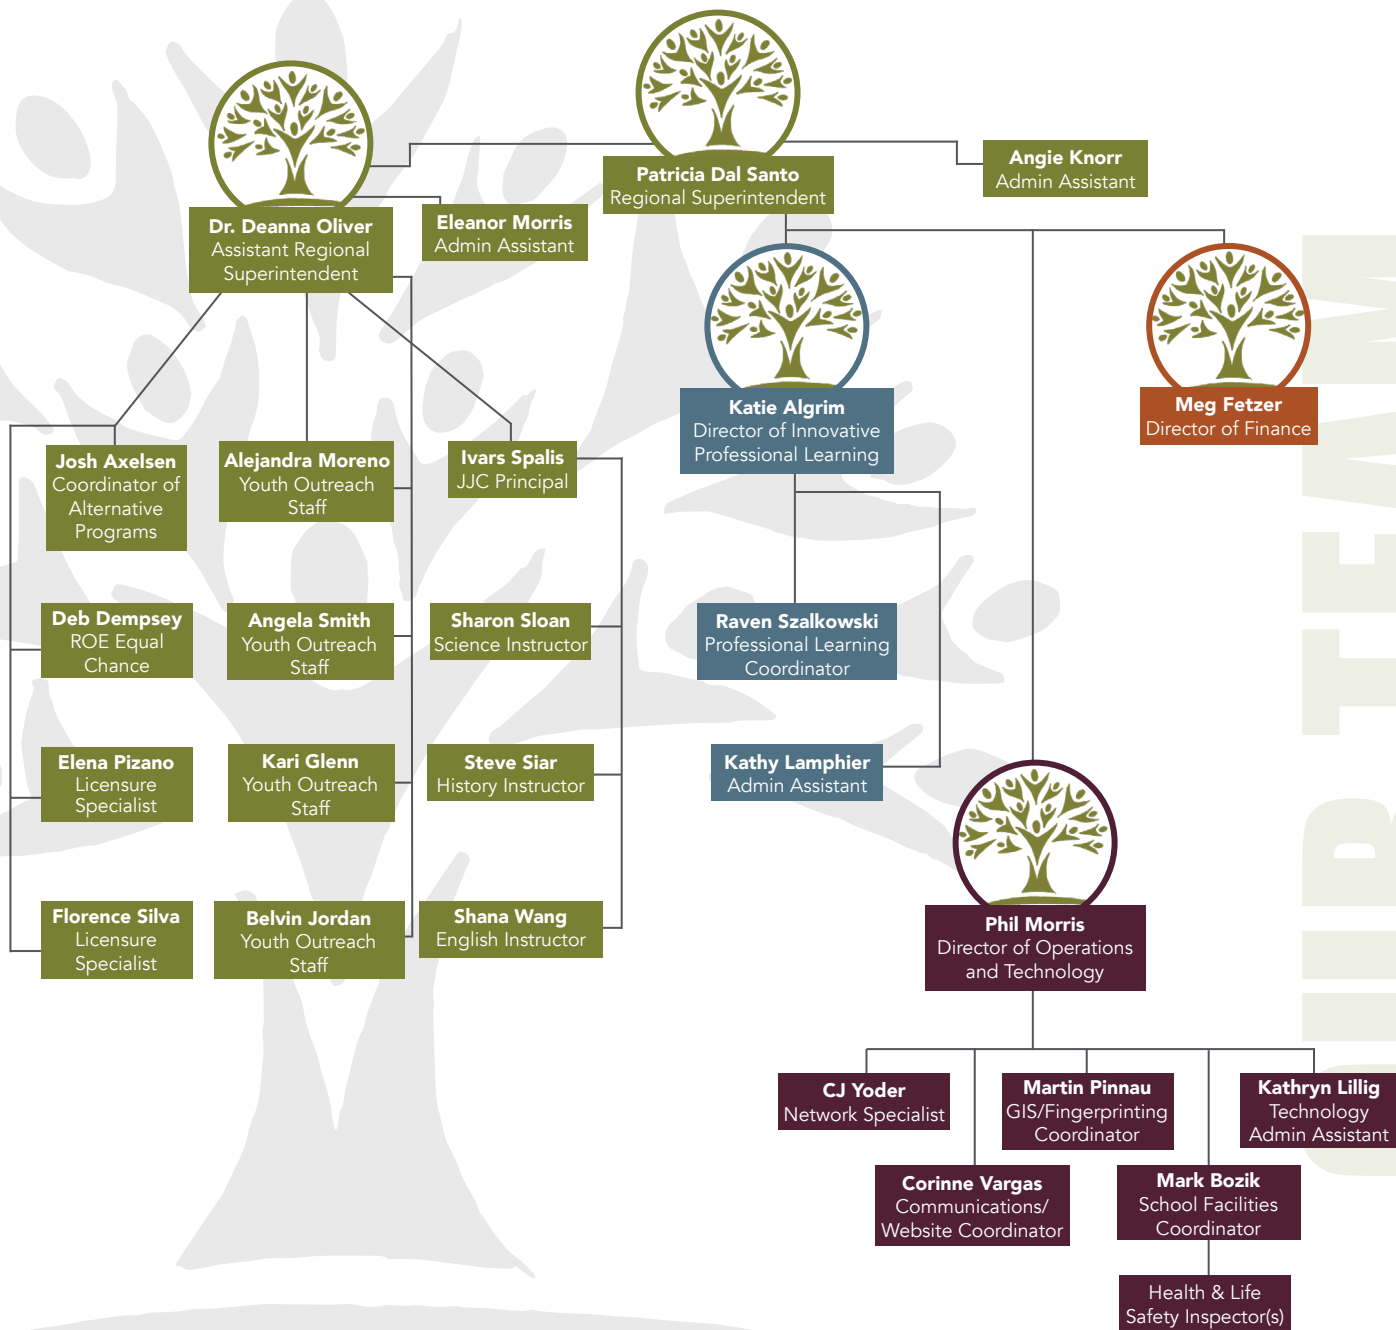 Patricia Dal Santo
Regional Superintendent
Angie Knorr
Admin Assistant
Dr. Deanna Oliver
Assistant Regional
Superintendent
Eleanor Morris
Admin Assistant
Katie Algrim
Director of Innovative
Professional Learning
Meg Fetzer
Director of Finance
Josh Axelsen
Coordinator of
Alternative
Programs
Alejandra Moreno
Youth Outreach
Staff
Ivars Spalis
JJC Principal
Deb Dempsey
ROE Equal
Chance
Angela Smith
Youth Outreach
Staff
Sharon Sloan
Science Instructor
Raven Szalkowski
Professional Learning
Coordinator
Elena Pizano
Licensure
Specialist
Kari Glenn
Youth Outreach
Staff
Steve Siar
History Instructor
Kathy Lamphier
Admin Assistant
Florence Silva
Licensure
Specialist
Belvin Jordan
Youth Outreach
Staff
Shana Wang
English Instructor
Phil Morris
Director of Operations
and Technology
CJ Yoder
Network Specialist
Martin Pinnau
GIS/Fingerprinting
Coordinator
Kathryn Lillig
Technology
Admin Assistant
Corinne Vargas
Communications/
Website Coordinator
Mark Bozik
School Facilities
Coordinator
Health & Life
Safety Inspector(s)
OUR TEAM